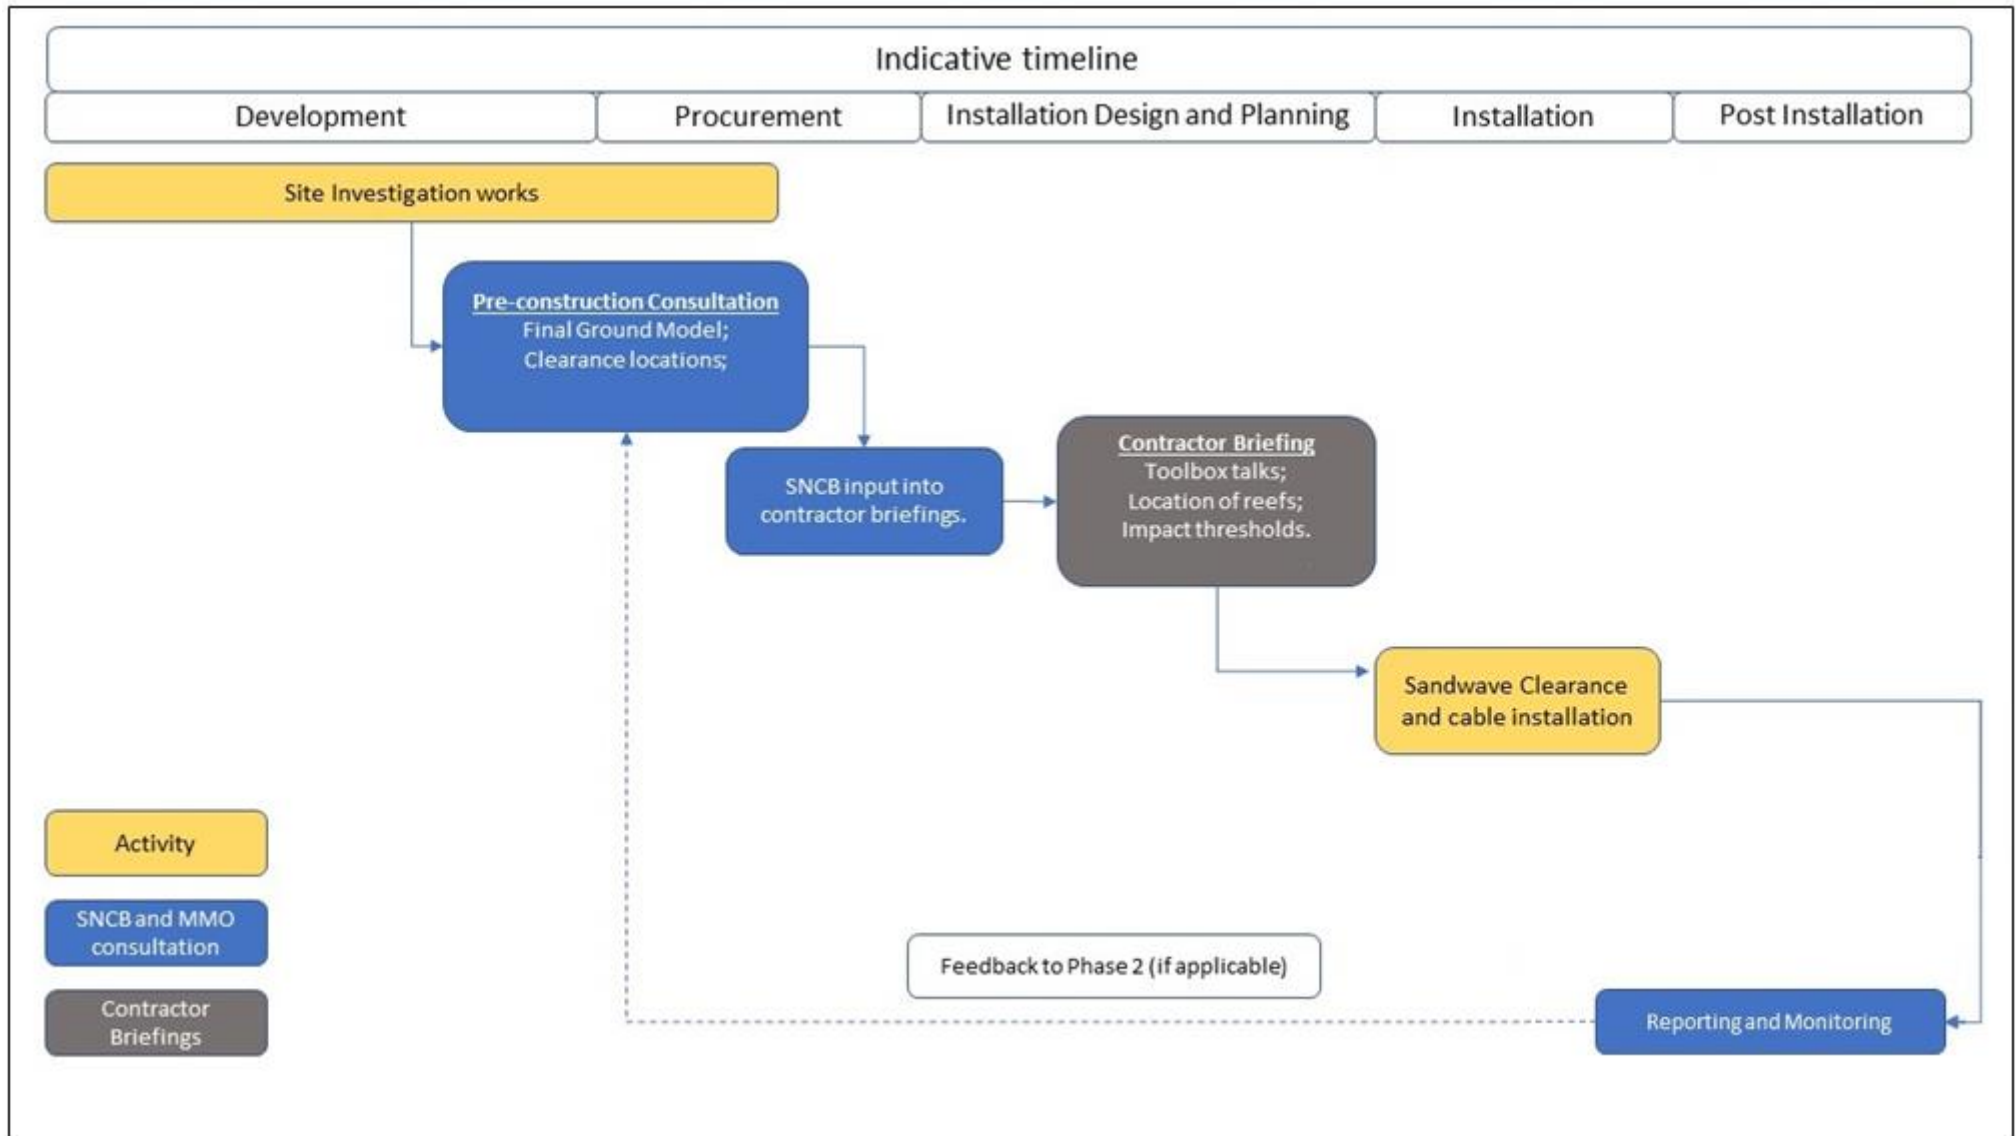 Indicative timeline
Development
Procurement
Installation Design and Planning
Installation
Post Installation
Site Investigation works
Pre-construction Consultation
Final Ground Model;
Clearance locations;
SNCB input into
contractor briefings.
Contractor Briefing
Toolbox talks;
Location of reefs;
Impact thresholds.
Sandwave Clearance
and cable installation
Activity
SNCB and MMO
consultation
Contractor
Briefings
Feedback to Phase 2 (if applicable)
Reporting and Monitoring